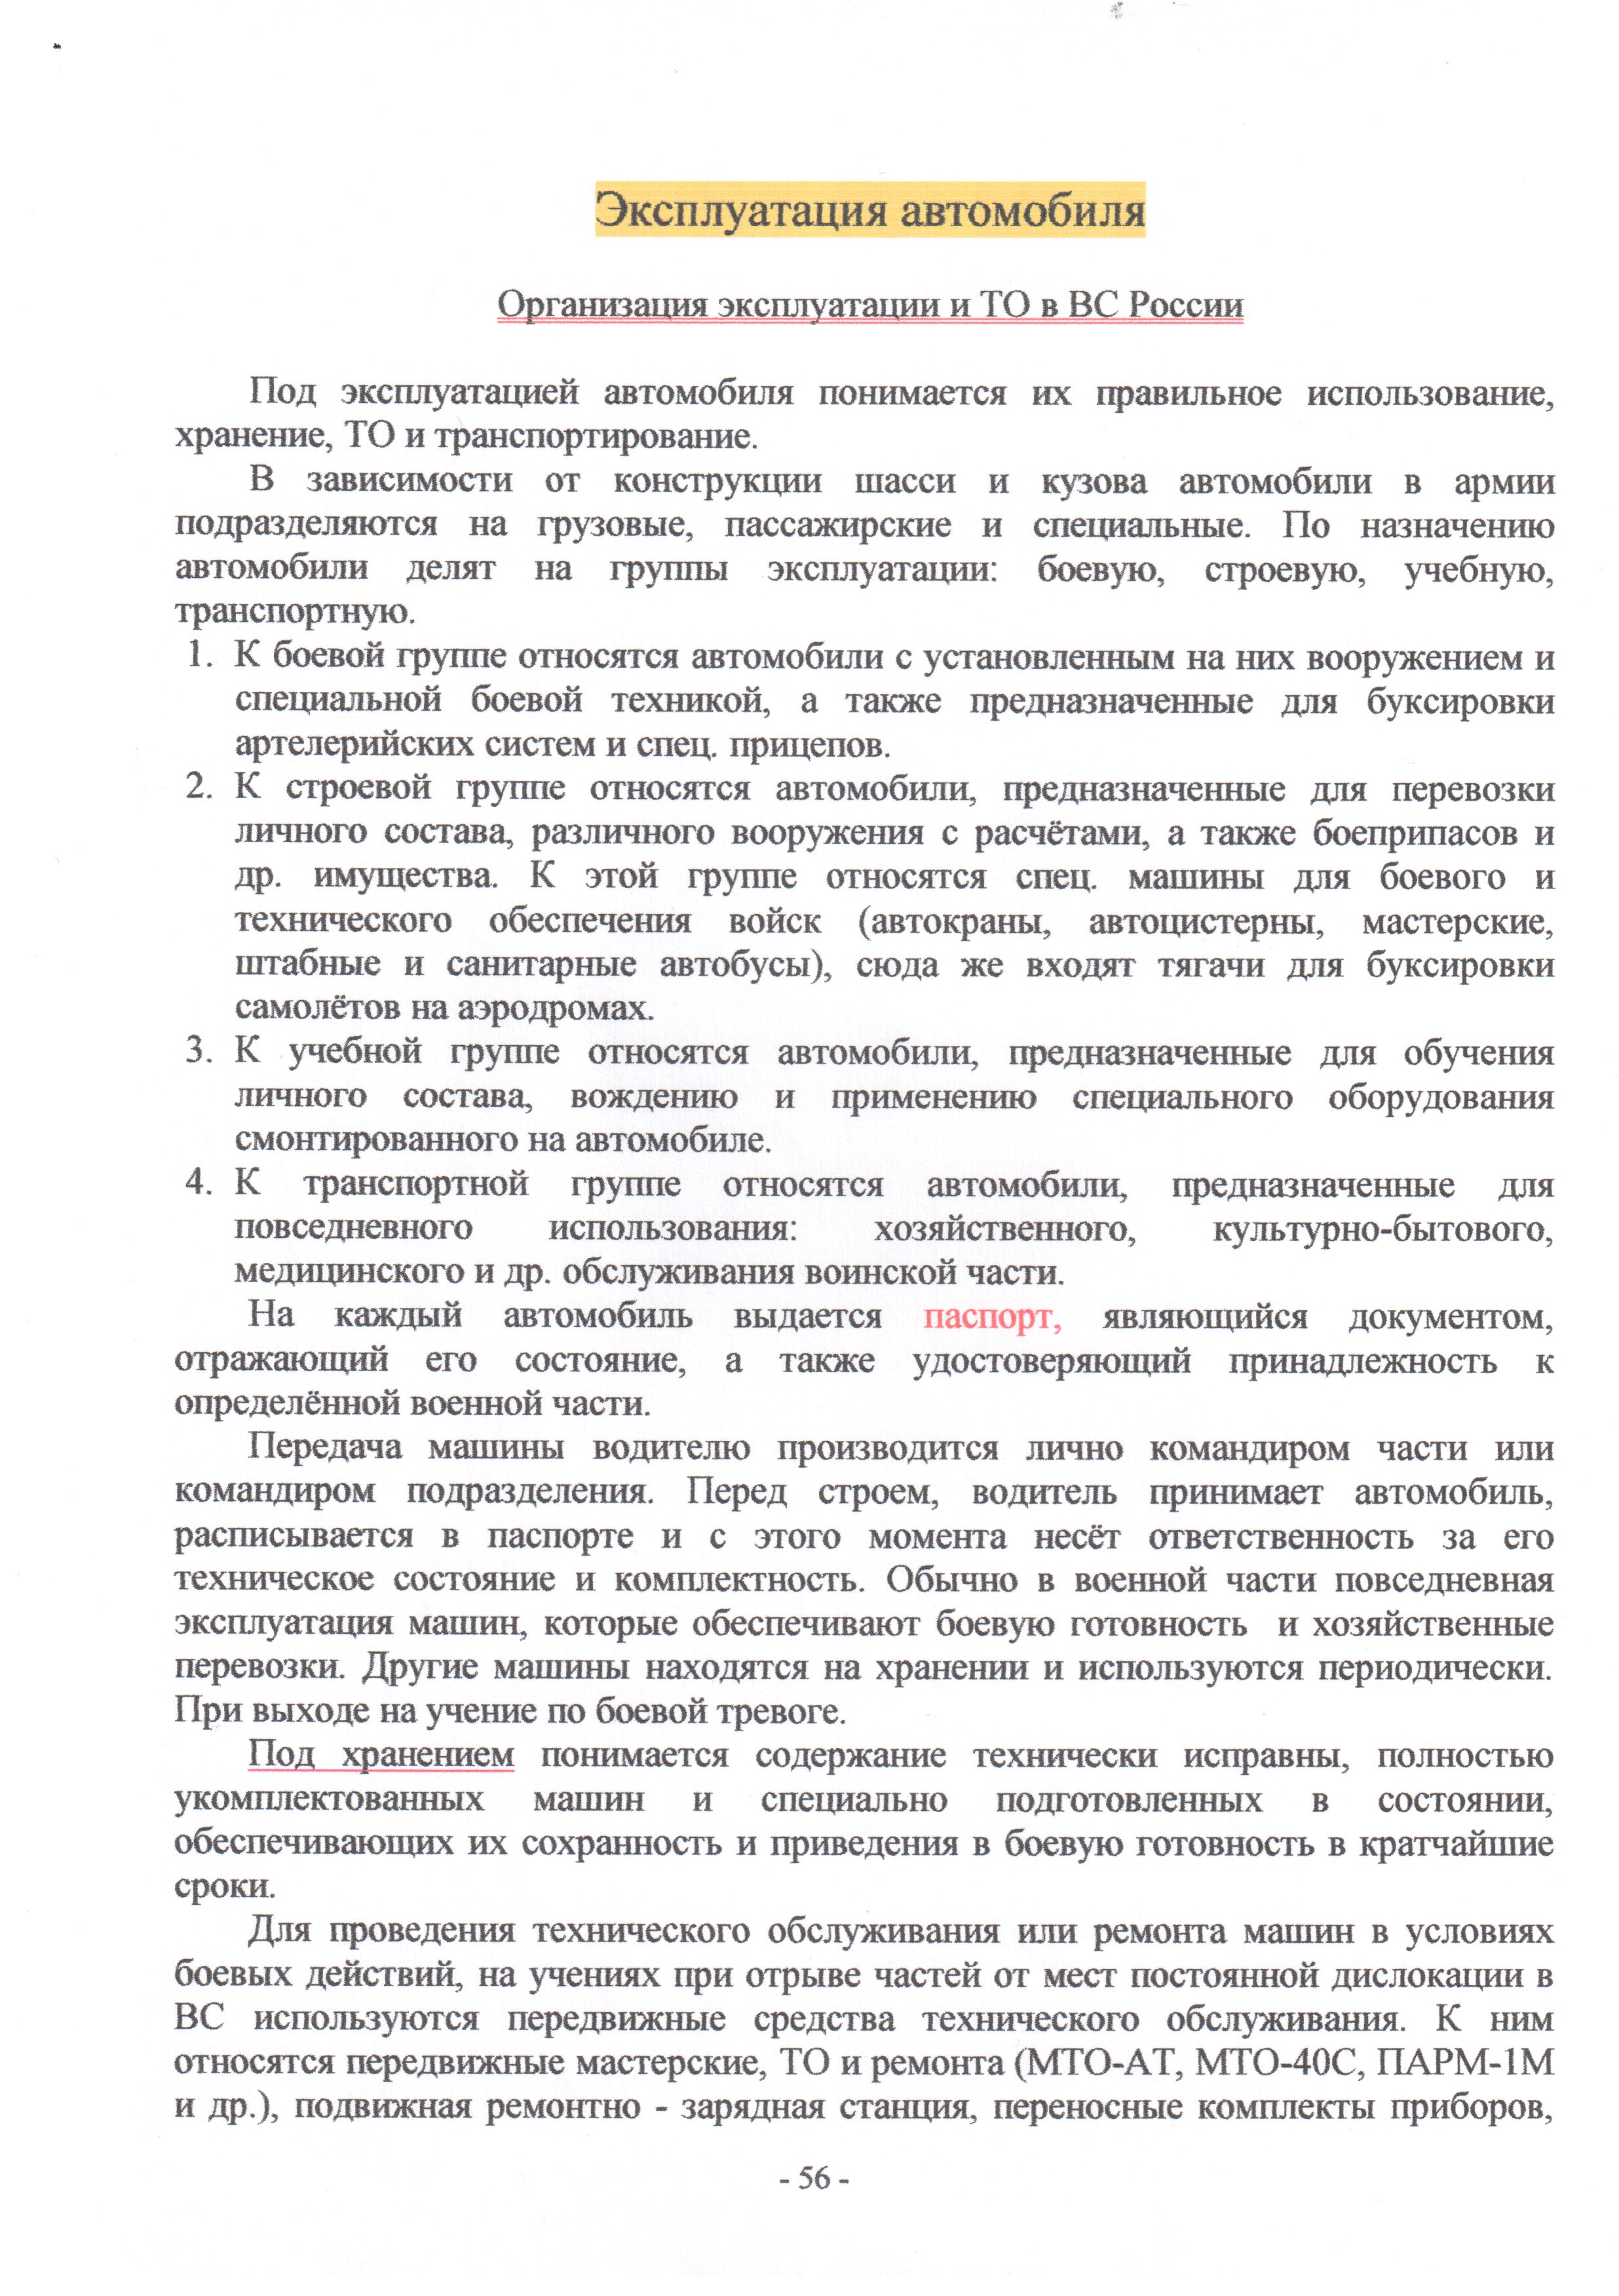 Эксплуатация автомобиля
Организация эксплуатации и ТО в ВС России
Под эксплуатацией автомобиля понимается их правильное использование,
хранение, ТО и транспортирование.
В зависимости от конструкции шасси и кузова автомобили в армии
подразделяются на грузовые, пассажирские и специальные. По назначению
автомобили делят на группы эксплуатации: боевую, строевую, учебную,
транспортную.
1. К боевой группе относятся автомобили с установленным на них вооружением и
специальной боевой техникой, а также предназначенные для буксировки
артелерийских систем и спец. прицепов.
2. К строевой группе относятся автомобили, предназначенные для перевозки
личного состава, различного вооружения с расчётами, а также боеприпасов и
др. имущества. К этой группе относятся спец. машины для боевого и
технического обеспечения войск (автокраны, автоцистерны, мастерские,
штабные и санитарные автобусы), сюда же входят тягачи для буксировки
самолётов на аэродромах.
3. К учебной группе относятся автомобили, предназначенные для обучения
личного состава, вождению и применению специального оборудования
смонтированного на автомобиле.
4. К транспортной группе относятся автомобили, предназначенные для
повседневного использования: хозяйственного, культурно-бытового,
медицинского и др. обслуживания воинской части.
На каждый автомобиль выдается паспорт, являющийся документом,
отражающий его состояние, а также удостоверяющий принадлежность к
определённой военной части.
Передача машины водителю производится лично командиром части или
командиром подразделения. Перед строем, водитель принимает автомобиль,
расписывается в паспорте и с этого момента несёт ответственность за его
техническое состояние и комплектность. Обычно в военной части повседневная
эксплуатация машин, которые обеспечивают боевую готовность и хозяйственные
перевозки. Другие машины находятся на хранении и используются периодически.
При выходе на учение по боевой тревоге.
Под хранением понимается содержание технически исправны, полностью
укомплектованных машин и специально подготовленных в состоянии,
обеспечивающих их сохранность и приведения в боевую готовность в кратчайшие
сроки.
Для проведения технического обслуживания или ремонта машин в условиях
боевых действий, на учениях при отрыве частей от мест постоянной дислокации в
ВС используются передвижные средства технического обслуживания. К ним
относятся передвижные мастерские, ТО и ремонта (МТО-АТ, МТО-40С, ПАРМ-1М
и др.), подвижная ремонтно - зарядная станция, переносные комплекты приборов,
- 56 -